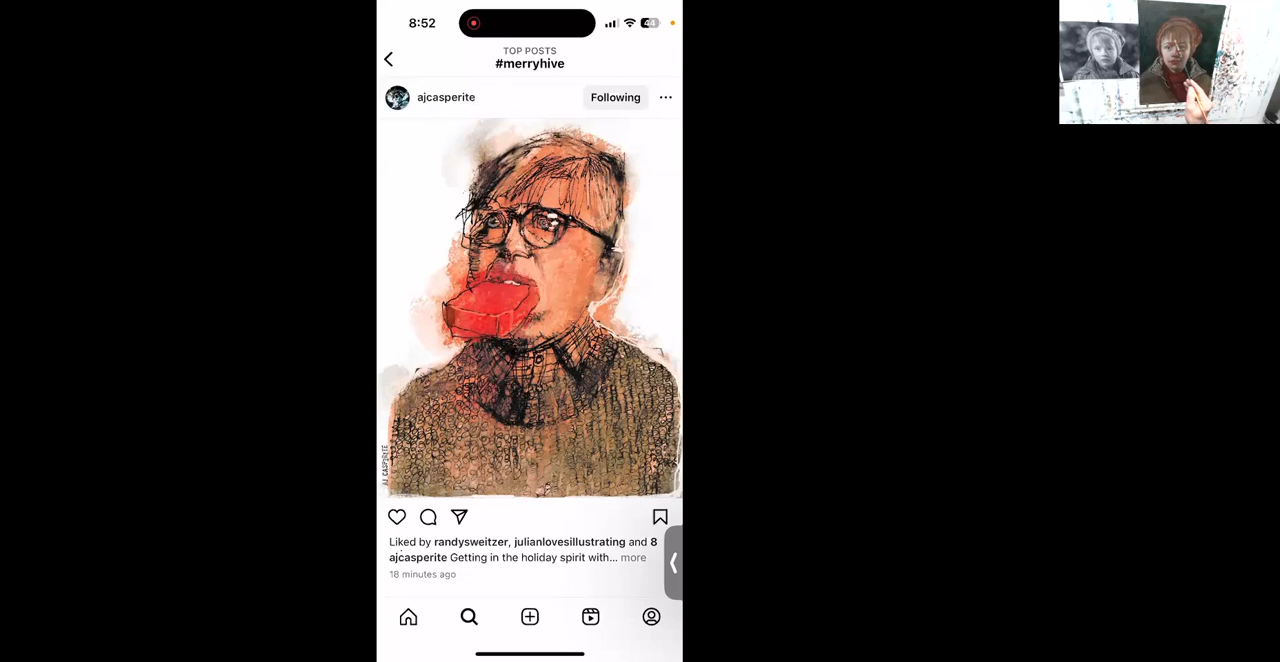 8:52
44
TOP POSTS
#merryhive
ajcasperite
Following
AJ CASPERITE
Liked by randysweitzer, julianlovesillustrating and 8
ajcasperite Getting in the holiday spirit with... more
18 minutes ago